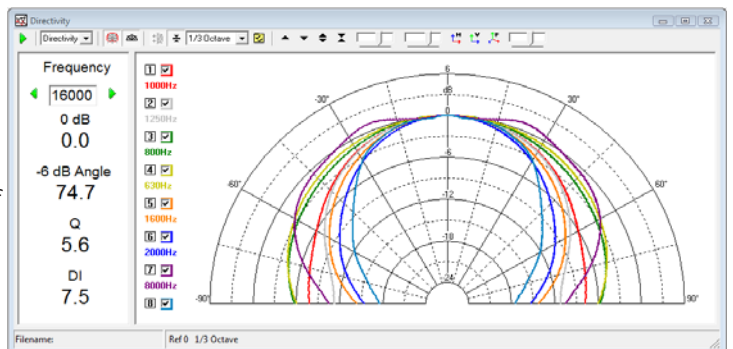 Directivity
Directivity 1/3 Octave
Frequency
16000
0 dB
0.0
-6 dB Angle
74.7
Q
5.6
DI
7.5
1
1000Hz
2
1250Hz
3
800Hz
4
630Hz
5
1600Hz
6
2000Hz
7
8000Hz
8
6
dB
0
-6
-12
-18
-24
-30°
30°
-60°
60°
-90°
90°
Filename: Ref 0 1/3 Octave